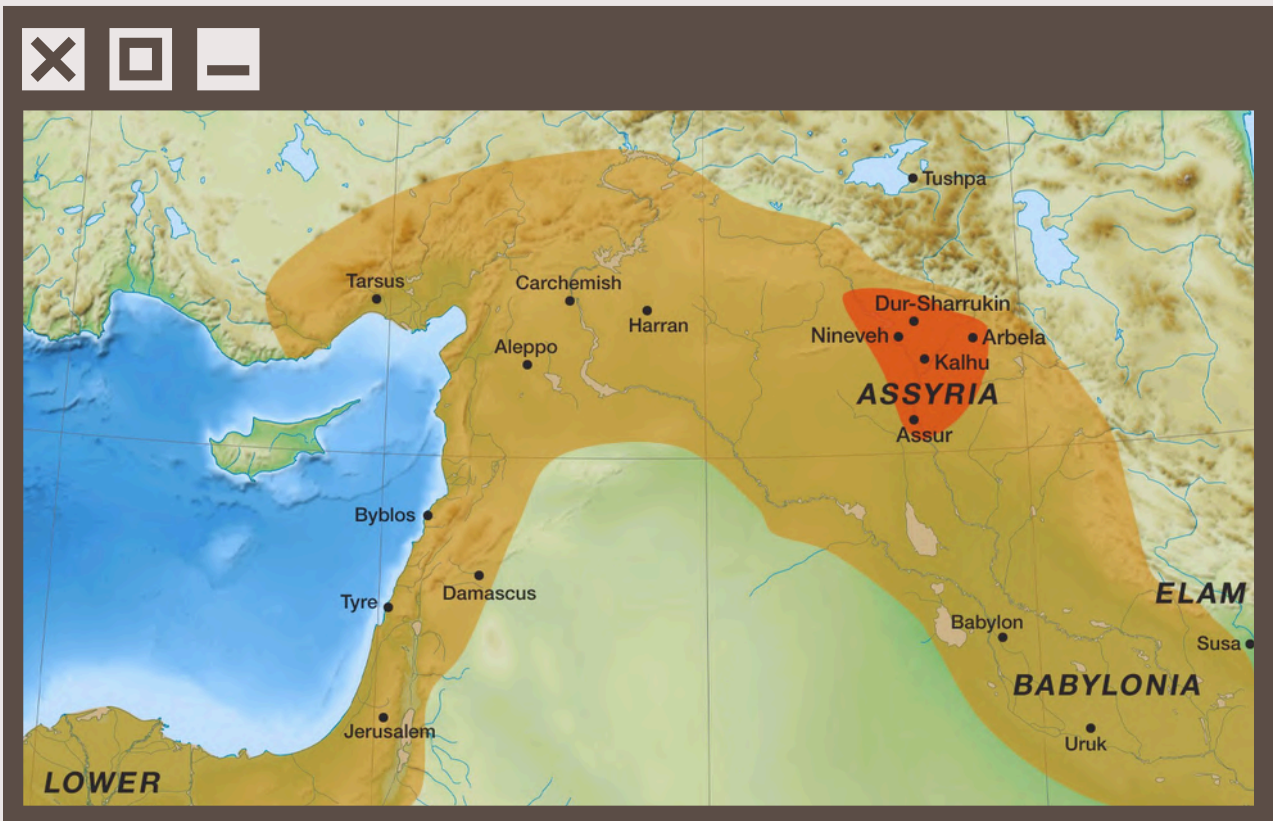 Tushpa
Tarsus
Carchemish
Dur-Sharrukin
Harran
Nineveh
Arbela
Aleppo
Kalhu
ASSYRIA
Assur
Byblos
Damascus
ELAM
Tyre
Babylon
Susa
BABYLONIA
Jerusalem
Uruk
LOWER